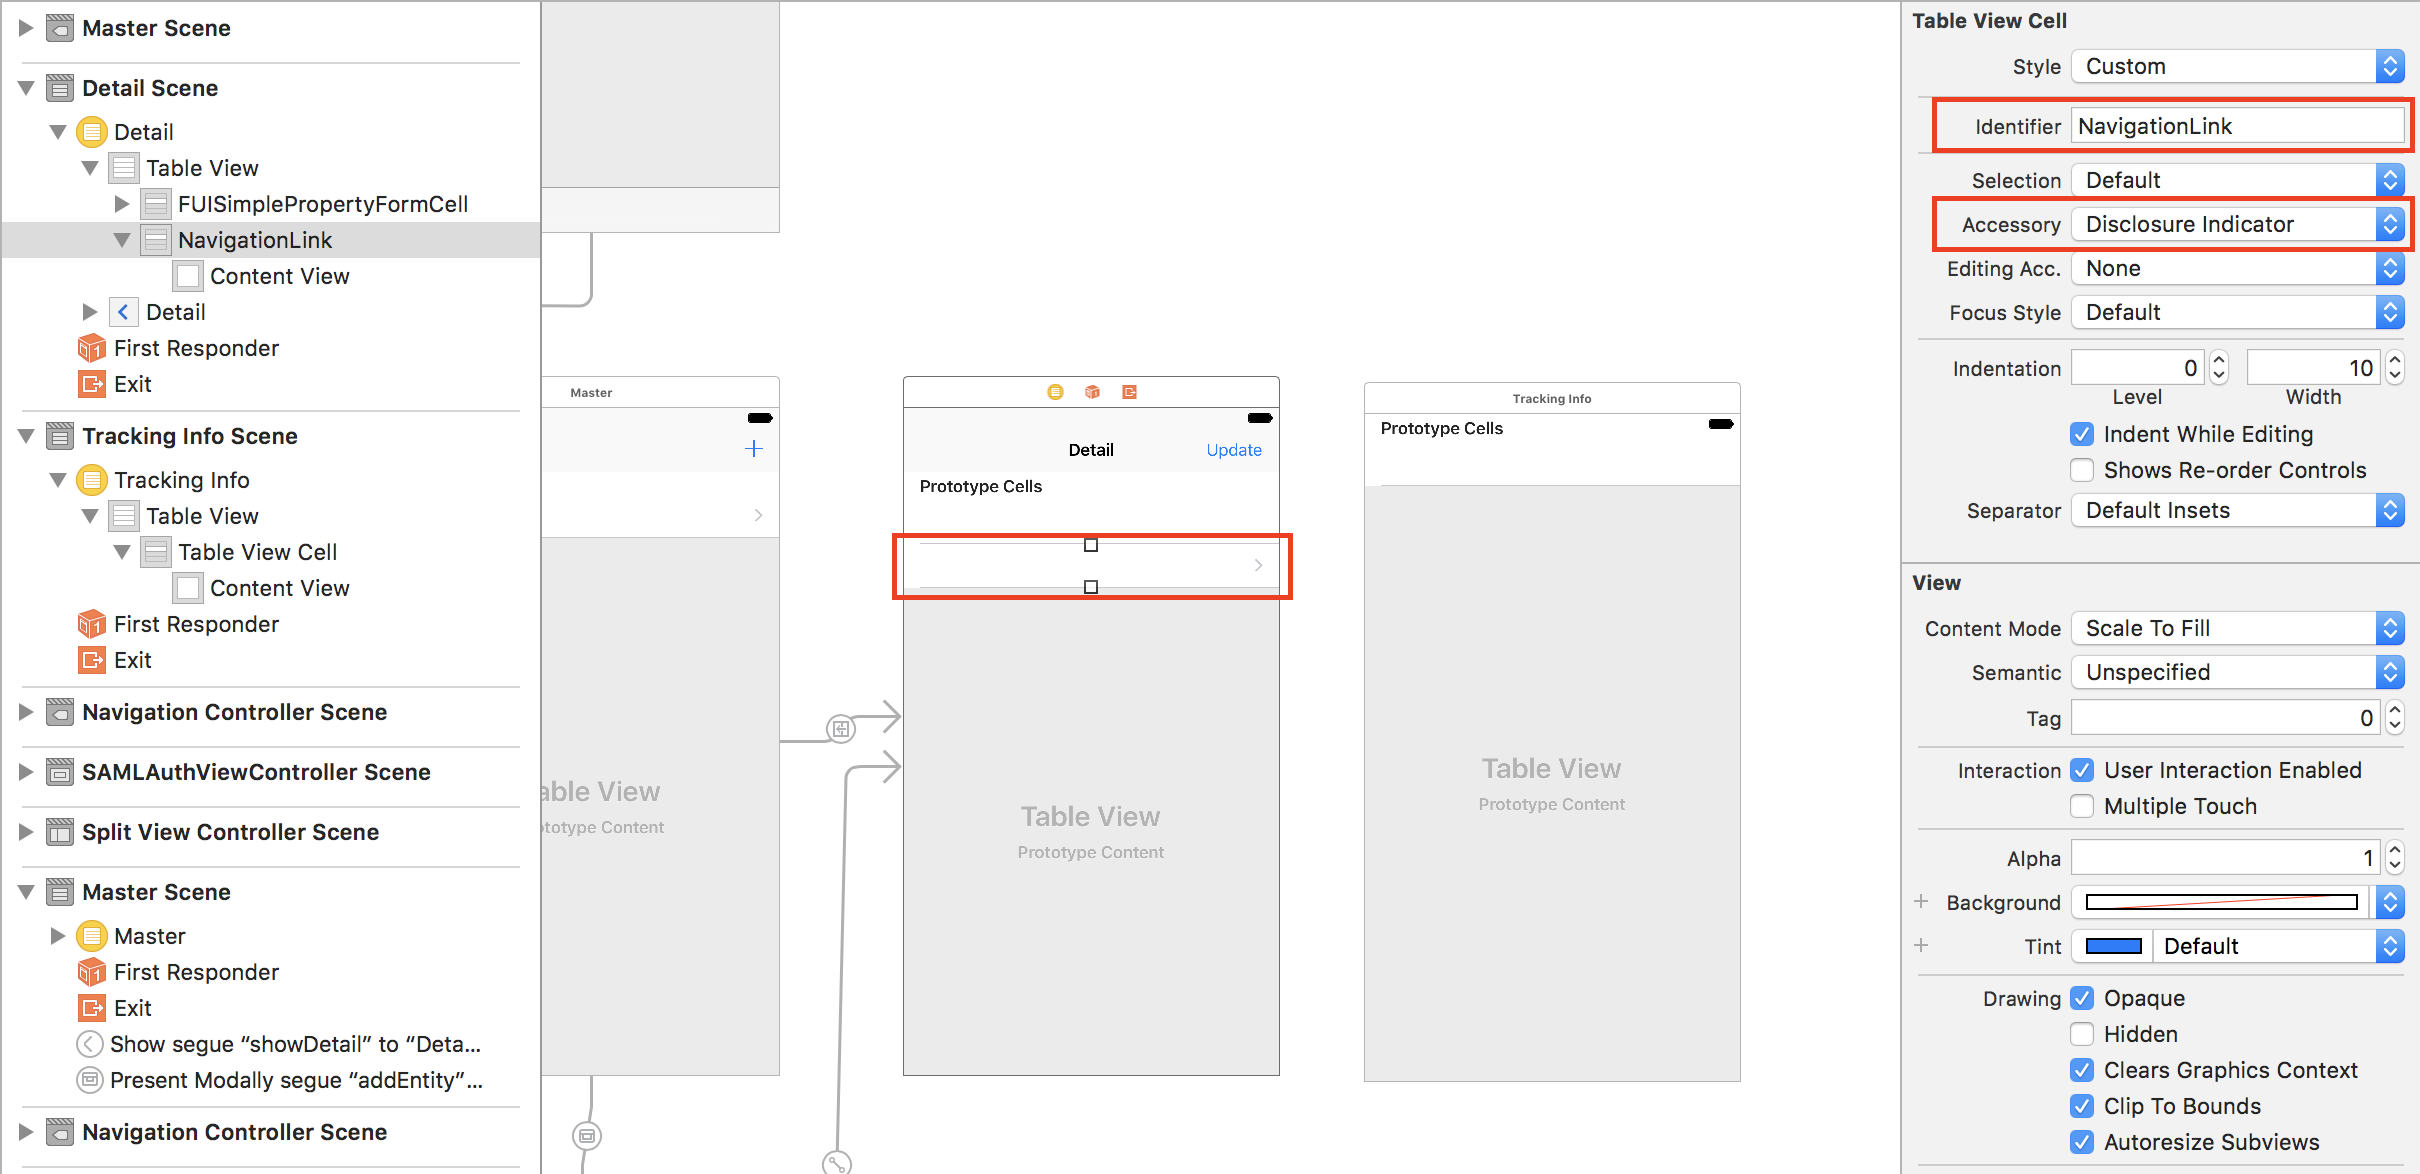 Master Scene
Detail Scene
Detail
Table View
FUISimplePropertyFormCell
NavigationLink
Content View
Detail
First Responder
Exit
Tracking Info Scene
Tracking Info
Table View
Table View Cell
Content View
First Responder
Exit
Navigation Controller Scene
SAMLAuthViewController Scene
Split View Controller Scene
Master Scene
Master
First Responder
Exit
Show segue “showDetail” to “Deta...
Present Modally segue “addEntity”...
Navigation Controller Scene
Master
able View
totype Content
Detail
Update
Prototype Cells
Table View
Prototype Content
Tracking Info
Prototype Cells
Table View
Prototype Content
Table View Cell
Style Custom
Identifier NavigationLink
Selection Default
Accessory Disclosure Indicator
Editing Acc. None
Focus Style Default
Indentation 0 10
Level Width
Indent While Editing
Shows Re-order Controls
Separator Default Insets
View
Content Mode Scale To Fill
Semantic Unspecified
Tag 0
Interaction User Interaction Enabled
Multiple Touch
Alpha 1
+ Background
+ Tint Default
Drawing Opaque
Hidden
Clears Graphics Context
Clip To Bounds
Autoresize Subviews